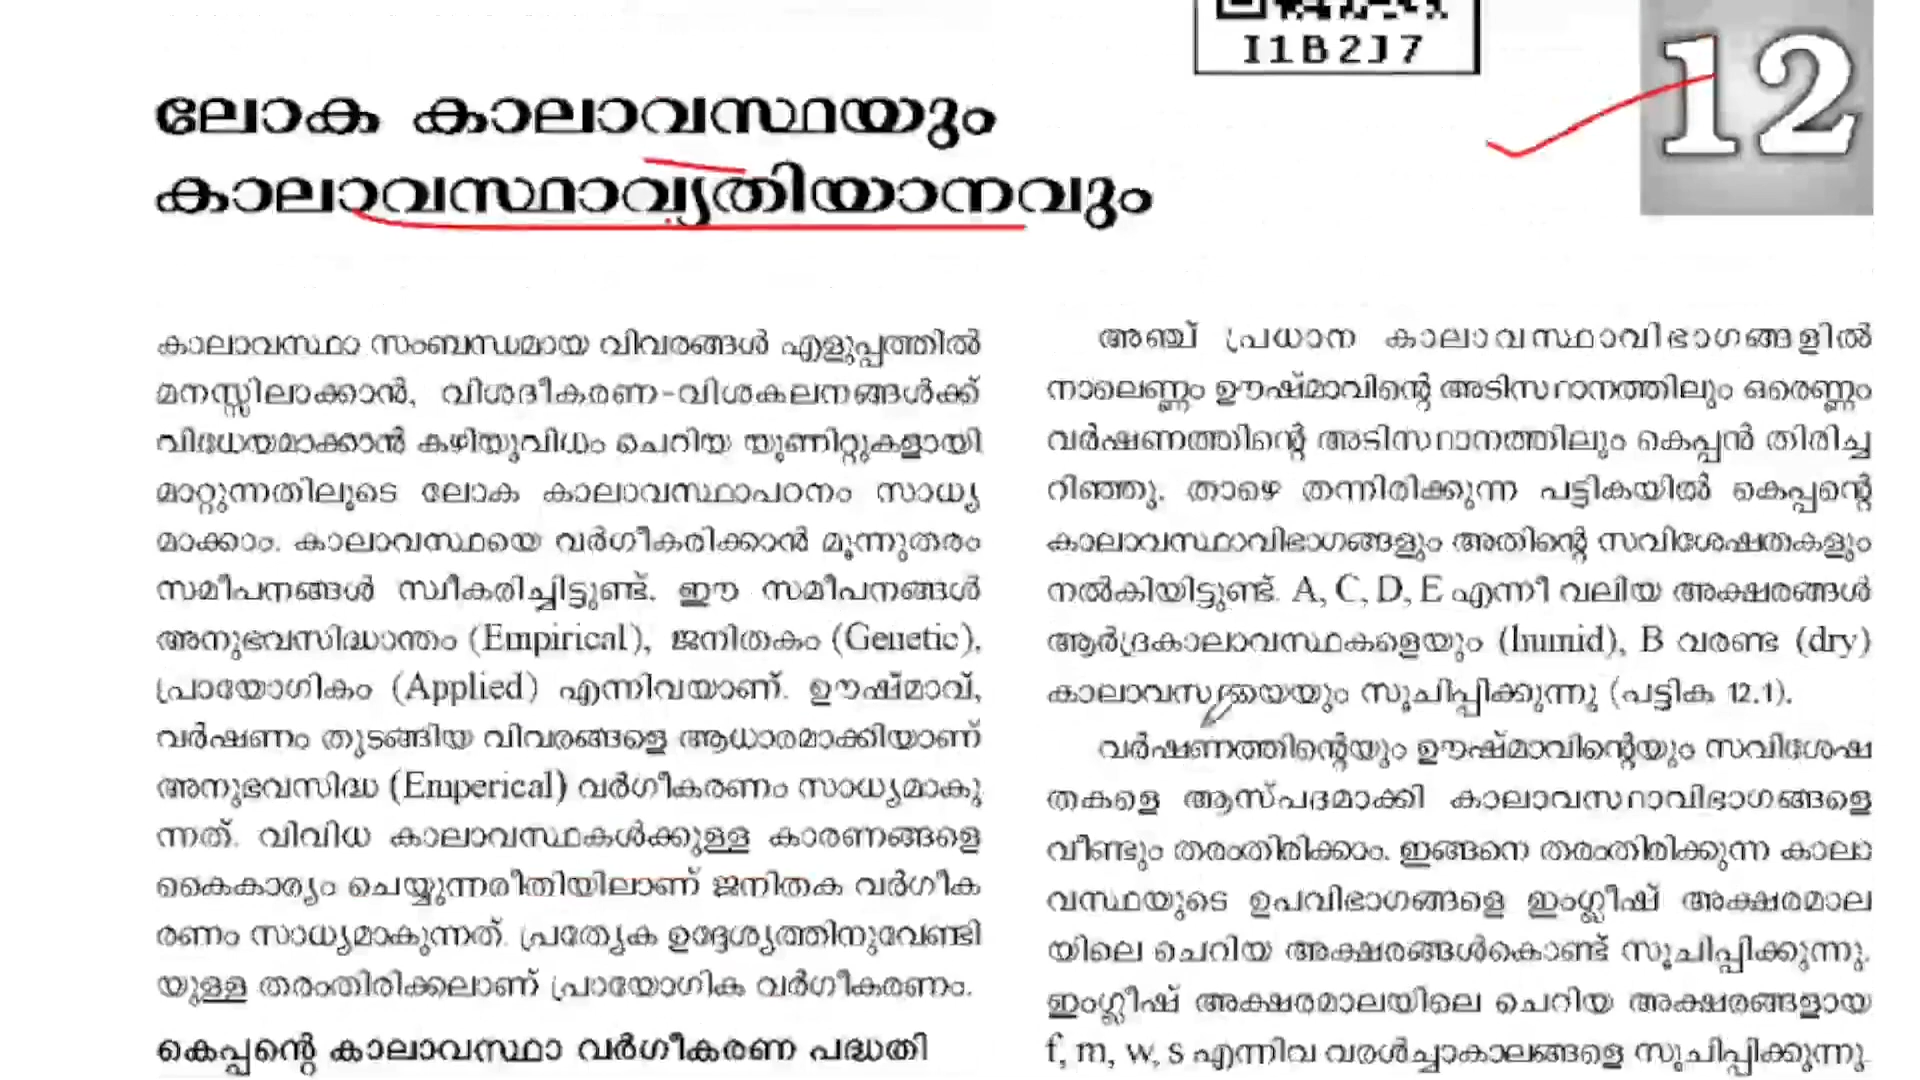 I1B2J7
12
ലോക കാലാവസ്ഥയും
കാലാവസ്ഥാവ്യതിയാനവും
കാലാവസ്ഥാ സംബന്ധമായ വിവരങ്ങൾ എളുപ്പത്തിൽ
മനസ്സിലാക്കാൻ, വിശദീകരണ-വിശകലനങ്ങൾക്ക്
വിധേയമാക്കാൻ കഴിയുംവിധം ചെറിയ യൂണിറ്റുകളായി
മാറ്റുന്നതിലൂടെ ലോക കാലാവസ്ഥാപഠനം സാധ്യ
മാക്കാം. കാലാവസ്ഥയെ വർഗീകരിക്കാൻ മൂന്നുതരം
സമീപനങ്ങൾ സ്വീകരിച്ചിട്ടുണ്ട്. ഈ സമീപനങ്ങൾ
അനുഭവസിദ്ധാന്തം (Empirical), ജനിതകം (Genetic),
പ്രായോഗികം (Applied) എന്നിവയാണ്. ഊഷ്മാവ്,
വർഷണം തുടങ്ങിയ വിവരങ്ങളെ ആധാരമാക്കിയാണ്
അനുഭവസിദ്ധ (Emperical) വർഗീകരണം സാധ്യമാകു
ന്നത്. വിവിധ കാലാവസ്ഥകൾക്കുള്ള കാരണങ്ങളെ
കൈകാര്യം ചെയ്യുന്നരീതിയിലാണ് ജനിതക വർഗീക
രണം സാധ്യമാകുന്നത്. പ്രത്യേക ഉദ്ദേശ്യത്തിനുവേണ്ടി
യുള്ള തരംതിരിക്കലാണ് പ്രായോഗിക വർഗീകരണം.
കെപ്പന്റെ കാലാവസ്ഥാ വർഗീകരണ പദ്ധതി
അഞ്ച് പ്രധാന കാലാവസ്ഥാവിഭാഗങ്ങളിൽ
നാലെണ്ണം ഊഷ്മാവിന്റെ അടിസ്ഥാനത്തിലും ഒരെണ്ണം
വർഷണത്തിന്റെ അടിസ്ഥാനത്തിലും കെപ്പൻ തിരിച്ച
റിഞ്ഞു. താഴെ തന്നിരിക്കുന്ന പട്ടികയിൽ കെപ്പന്റെ
കാലാവസ്ഥാവിഭാഗങ്ങളും അതിന്റെ സവിശേഷതകളും
നൽകിയിട്ടുണ്ട്. A, C, D, E എന്നീ വലിയ അക്ഷരങ്ങൾ
ആർദ്രകാലാവസ്ഥകളെയും (humid), B വരണ്ട (dry)
കാലാവസ്ഥയെയും സൂചിപ്പിക്കുന്നു (പട്ടിക 12.1).
വർഷണത്തിന്റെയും ഊഷ്മാവിന്റെയും സവിശേഷ
തകളെ ആസ്പദമാക്കി കാലാവസ്ഥാവിഭാഗങ്ങളെ
വീണ്ടും തരംതിരിക്കാം. ഇങ്ങനെ തരംതിരിക്കുന്ന കാലാ
വസ്ഥയുടെ ഉപവിഭാഗങ്ങളെ ഇംഗ്ലീഷ് അക്ഷരമാല
യിലെ ചെറിയ അക്ഷരങ്ങൾകൊണ്ട് സൂചിപ്പിക്കുന്നു.
ഇംഗ്ലീഷ് അക്ഷരമാലയിലെ ചെറിയ അക്ഷരങ്ങളായ
f, m, w, s എന്നിവ വരൾച്ചാകാലങ്ങളെ സൂചിപ്പിക്കുന്നു.